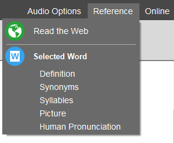 Audio Options Reference Online
Read the Web
W Selected Word
Definition
Synonyms
Syllables
Picture
Human Pronunciation